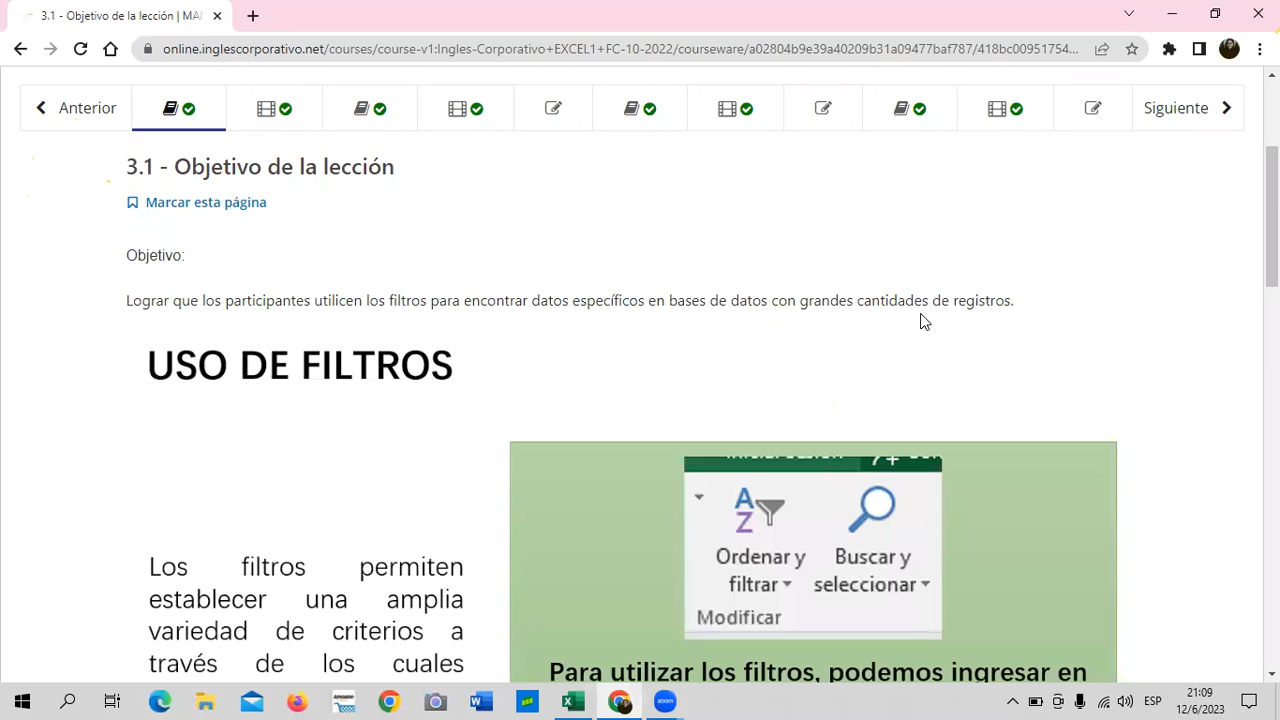 3.1 - Objetivo de la lección | MA
online.inglescorporativo.net/courses/course-v1:Ingles-Corporativo+EXCEL1+FC-10-2022/courseware/a02804b9e39a40209b31a09477baf787/418bc00951754...
Anterior
Siguiente
3.1 - Objetivo de la lección
Marcar esta página
Objetivo:
Lograr que los participantes utilicen los filtros para encontrar datos específicos en bases de datos con grandes cantidades de registros.
USO DE FILTROS
Los filtros permiten
establecer una amplia
variedad de criterios a
través de los cuales
A
Z
Ordenar y
filtrar
Buscar y
seleccionar
Modificar
Para utilizar los filtros, podemos ingresar en
zoom
ESP
21:09
12/6/2023